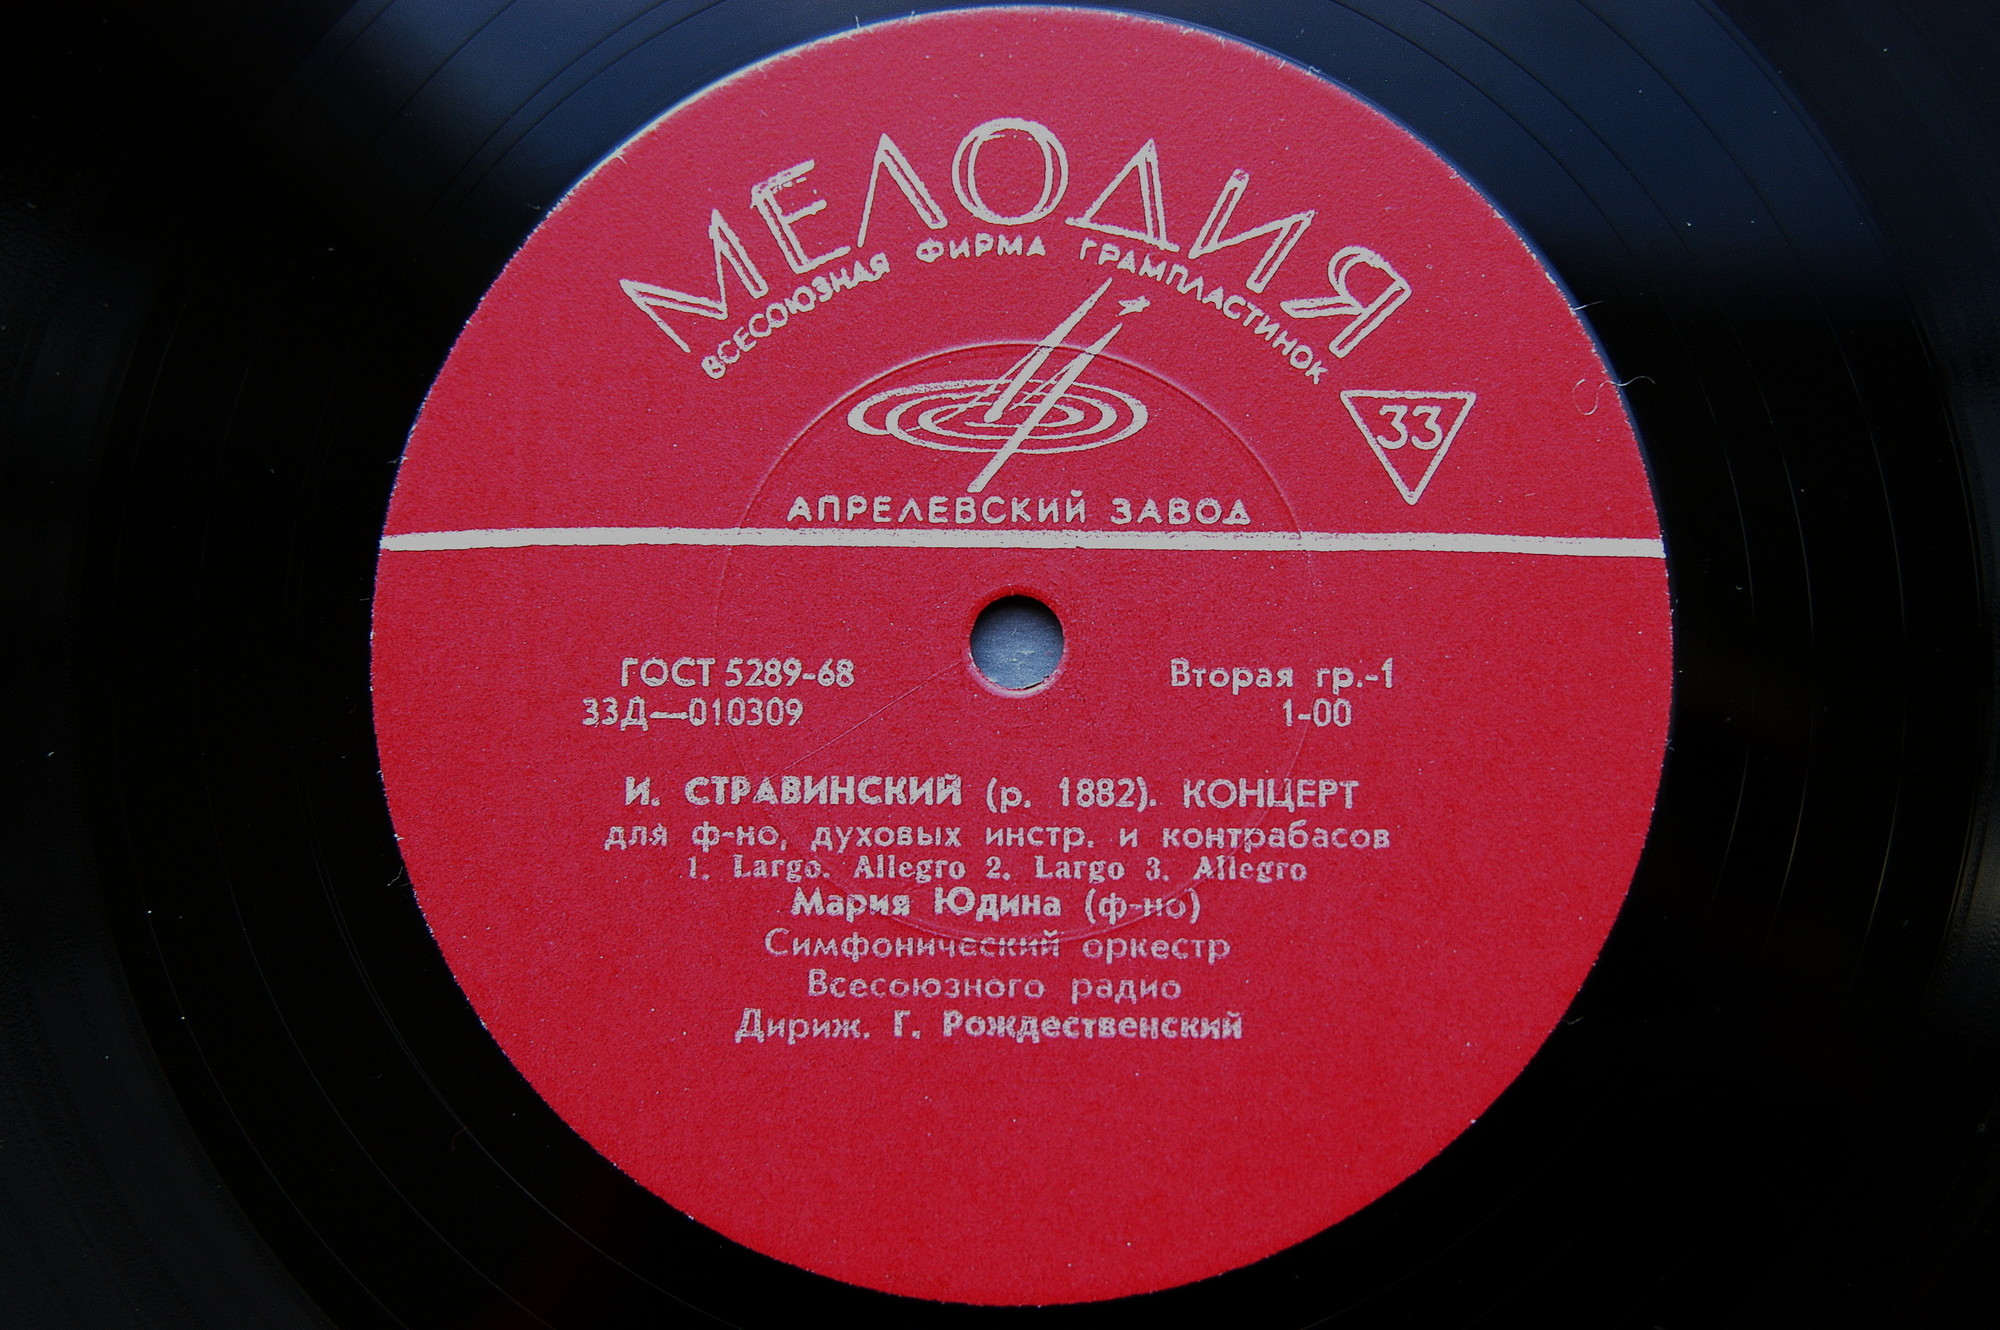 МЕЛОДИЯ
ВСЕСОЮЗНАЯ ФИРМА ГРАМПЛАСТИНОК
33
АПРЕЛЕВСКИЙ ЗАВОД
ГОСТ 5289-68
33Д—010309
Вторая гр.-1
1-00
И. СТРАВИНСКИЙ (р. 1882). КОНЦЕРТ
для ф-но, духовых инстр. и контрабасов
1. Largo. Allegro 2. Largo 3. Allegro
Мария Юдина (ф-но)
Симфонический оркестр
Всесоюзного радио
Дириж. Г. Рождественский